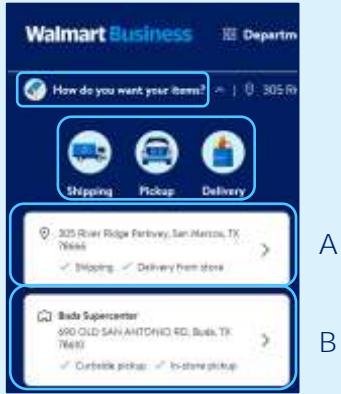 Walmart Business
Departm
How do you want your items? | 305 Ri
Shipping Pickup Delivery
305 River Ridge Parkway, San Marcos, TX
78666
✓ Shipping ✓ Delivery from store
A
Buda Supercenter
690 OLD SAN ANTONIO RD, Buda, TX
78610
✓ Curbside pickup ✓ In-store pickup
B